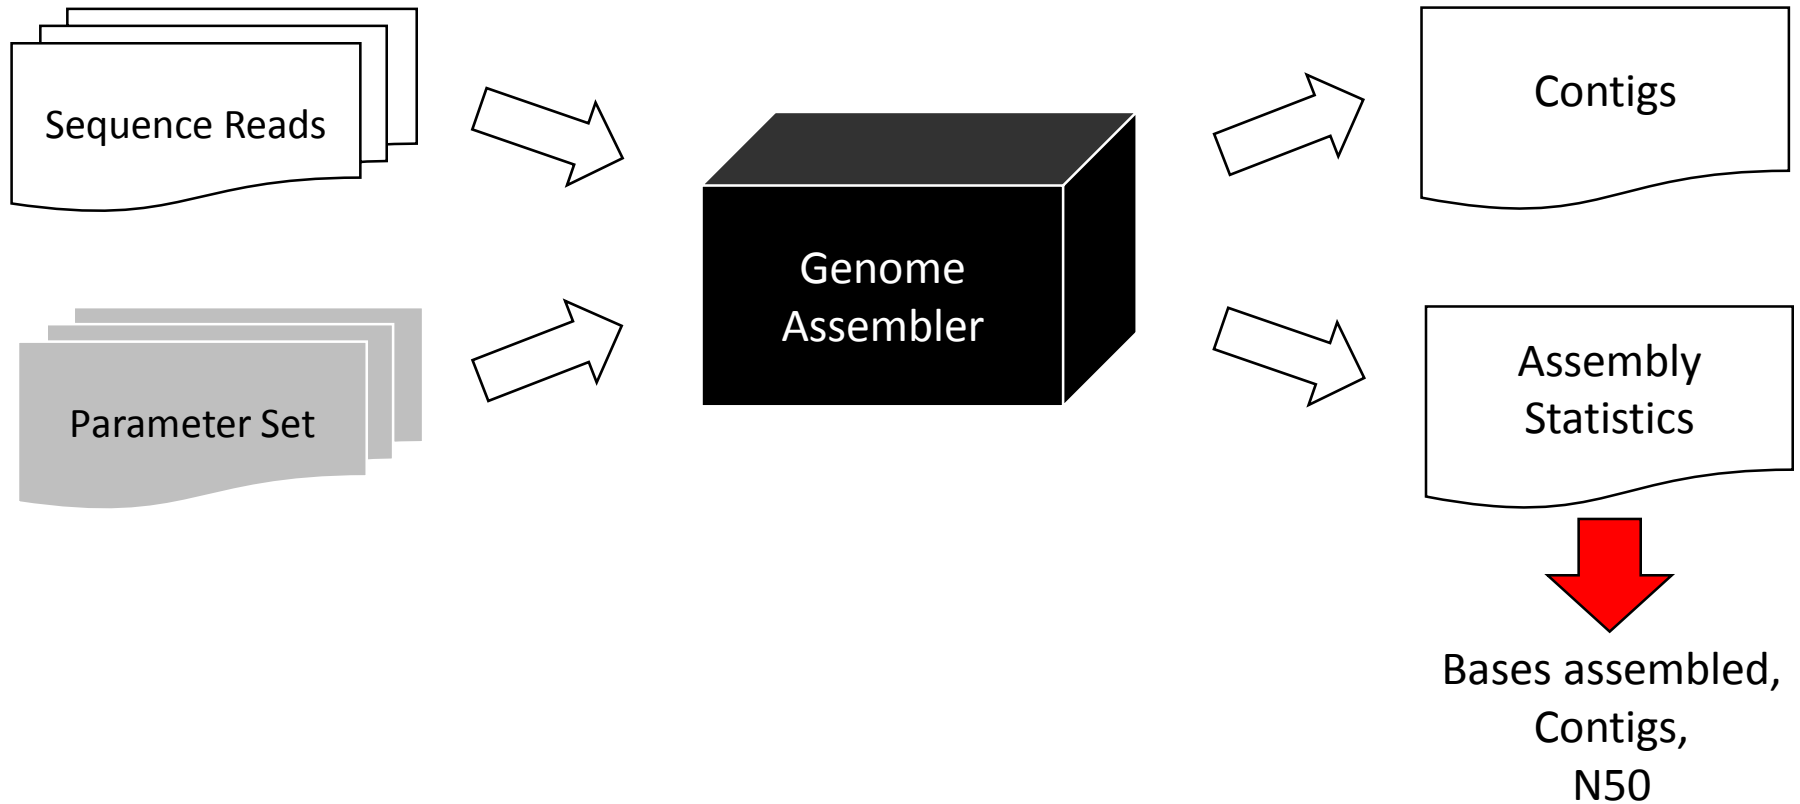 Sequence Reads
Parameter Set
Genome
Assembler
Contigs
Assembly
Statistics
Bases assembled,
Contigs,
N50